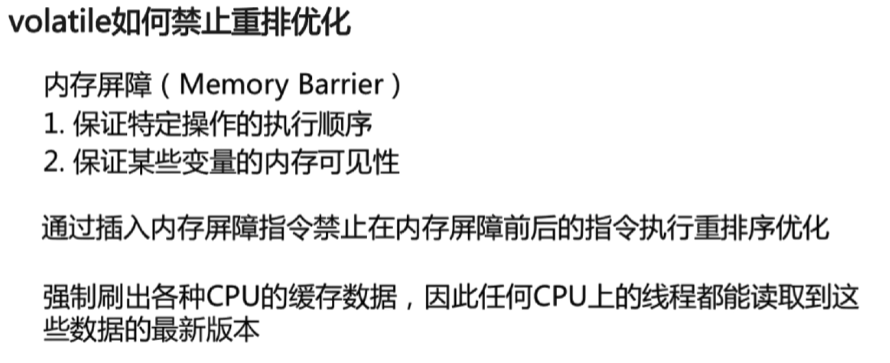 volatile如何禁止重排优化
内存屏障（Memory Barrier）
1. 保证特定操作的执行顺序
2. 保证某些变量的内存可见性
通过插入内存屏障指令禁止在内存屏障前后的指令执行重排序优化
强制刷出各种CPU的缓存数据，因此任何CPU上的线程都能读取到这
些数据的最新版本